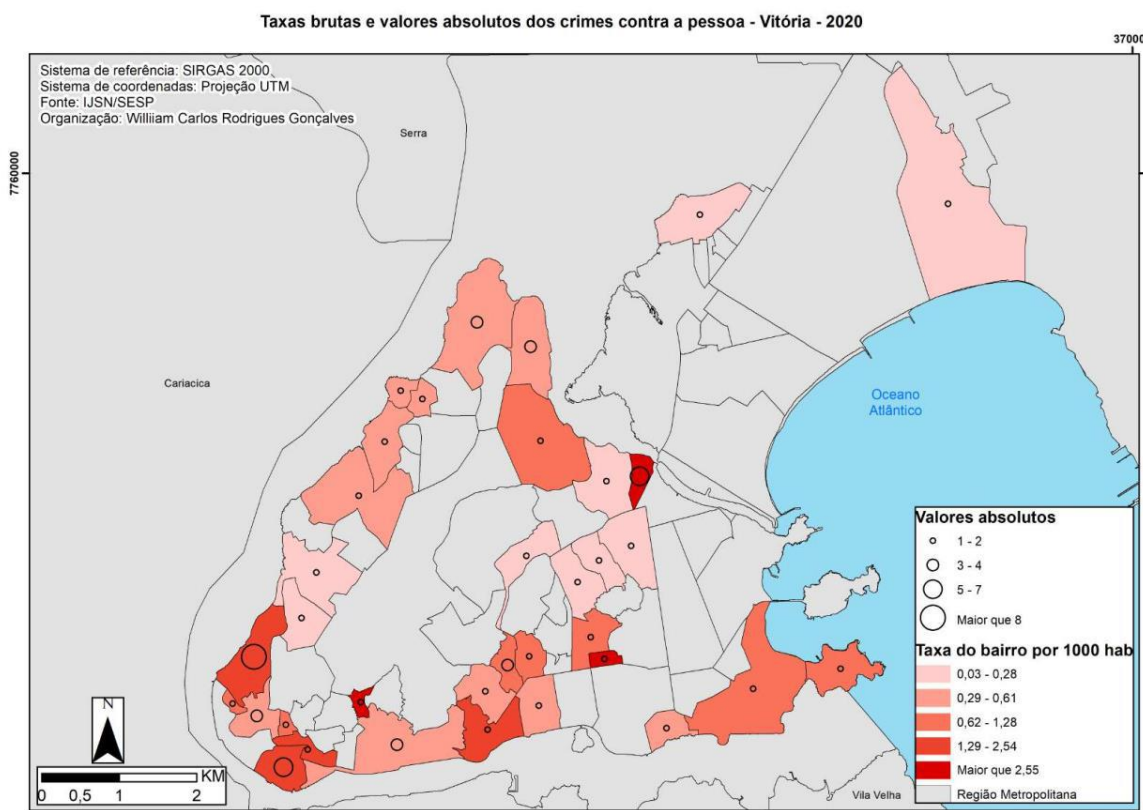 Taxas brutas e valores absolutos dos crimes contra a pessoa - Vitória - 2020
37000
Sistema de referência: SIRGAS 2000
Sistema de coordenadas: Projeção UTM
Fonte: IJSN/SESP
Organização: Williiam Carlos Rodrigues Gonçalves
Serra
7760000
Cariacica
Oceano
Atlântico
Valores absolutos
1 - 2
3 - 4
5 - 7
Maior que 8
Taxa do bairro por 1000 hab
0,03 - 0,28
0,29 - 0,61
0,62 - 1,28
1,29 - 2,54
Maior que 2,55
Região Metropolitana
N
KM
0 0,5 1 2
Vila Velha